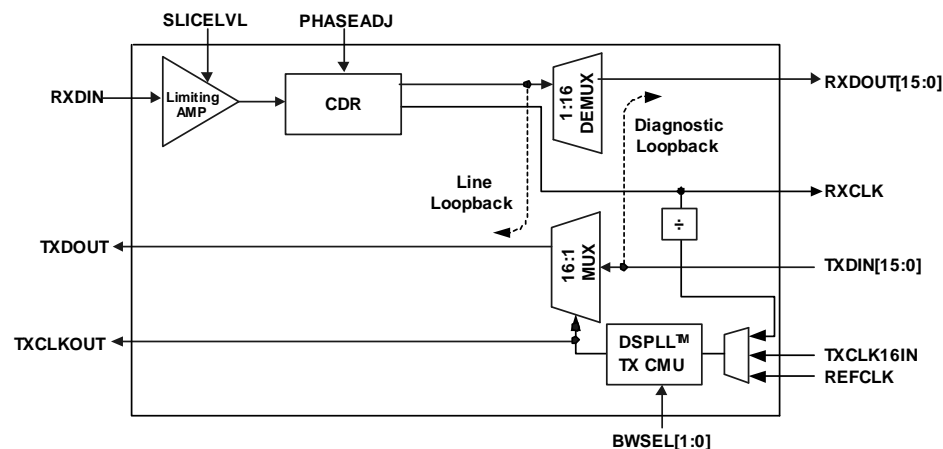 SLICELVL
PHASEADJ
RXDIN
Limiting
AMP
CDR
1:16
DEMUX
RXDOUT[15:0]
Diagnostic
Loopback
Line
Loopback
RXCLK
÷
TXDOUT
16:1
MUX
TXDIN[15:0]
TXCLKOUT
DSPLL™
TX CMU
TXCLK16IN
REFCLK
BWSEL[1:0]